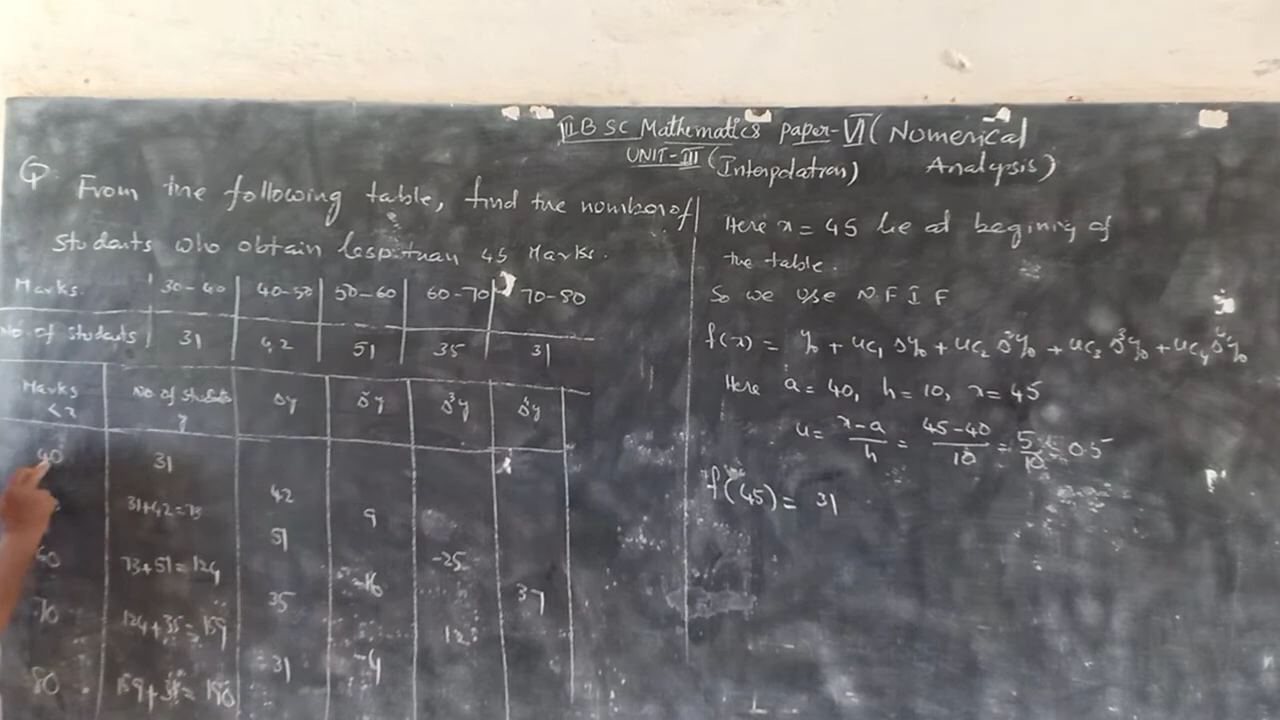 III B SC Mathematics paper-VI (Numerical
UNIT-III (Interpolation) Analysis)
Q From the following table, find the number of
students who obtain less than 45 Marks.
Marks. 30-40 40-50 50-60 60-70 70-80
No. of students 31 42 51 35 31
Marks <x No of students y Δy Δ²y Δ³y Δ⁴y
40 31
42
31+42=73 9
51 -25
60 73+51=124 -16 37
35 12
70 124+35=159 -4
31
80 159+31=190
Here x = 45 lie at begining of
the table.
So we use N.F I F
f(x) = y₀ + uc₁ Δy₀ + uc₂ Δ²y₀ + uc₃ Δ³y₀ + uc₄ Δ⁴y₀
Here a = 40, h = 10, x = 45
u = x-a/h = 45-40/10 = 5/10 = 0.5
f(45) = 31